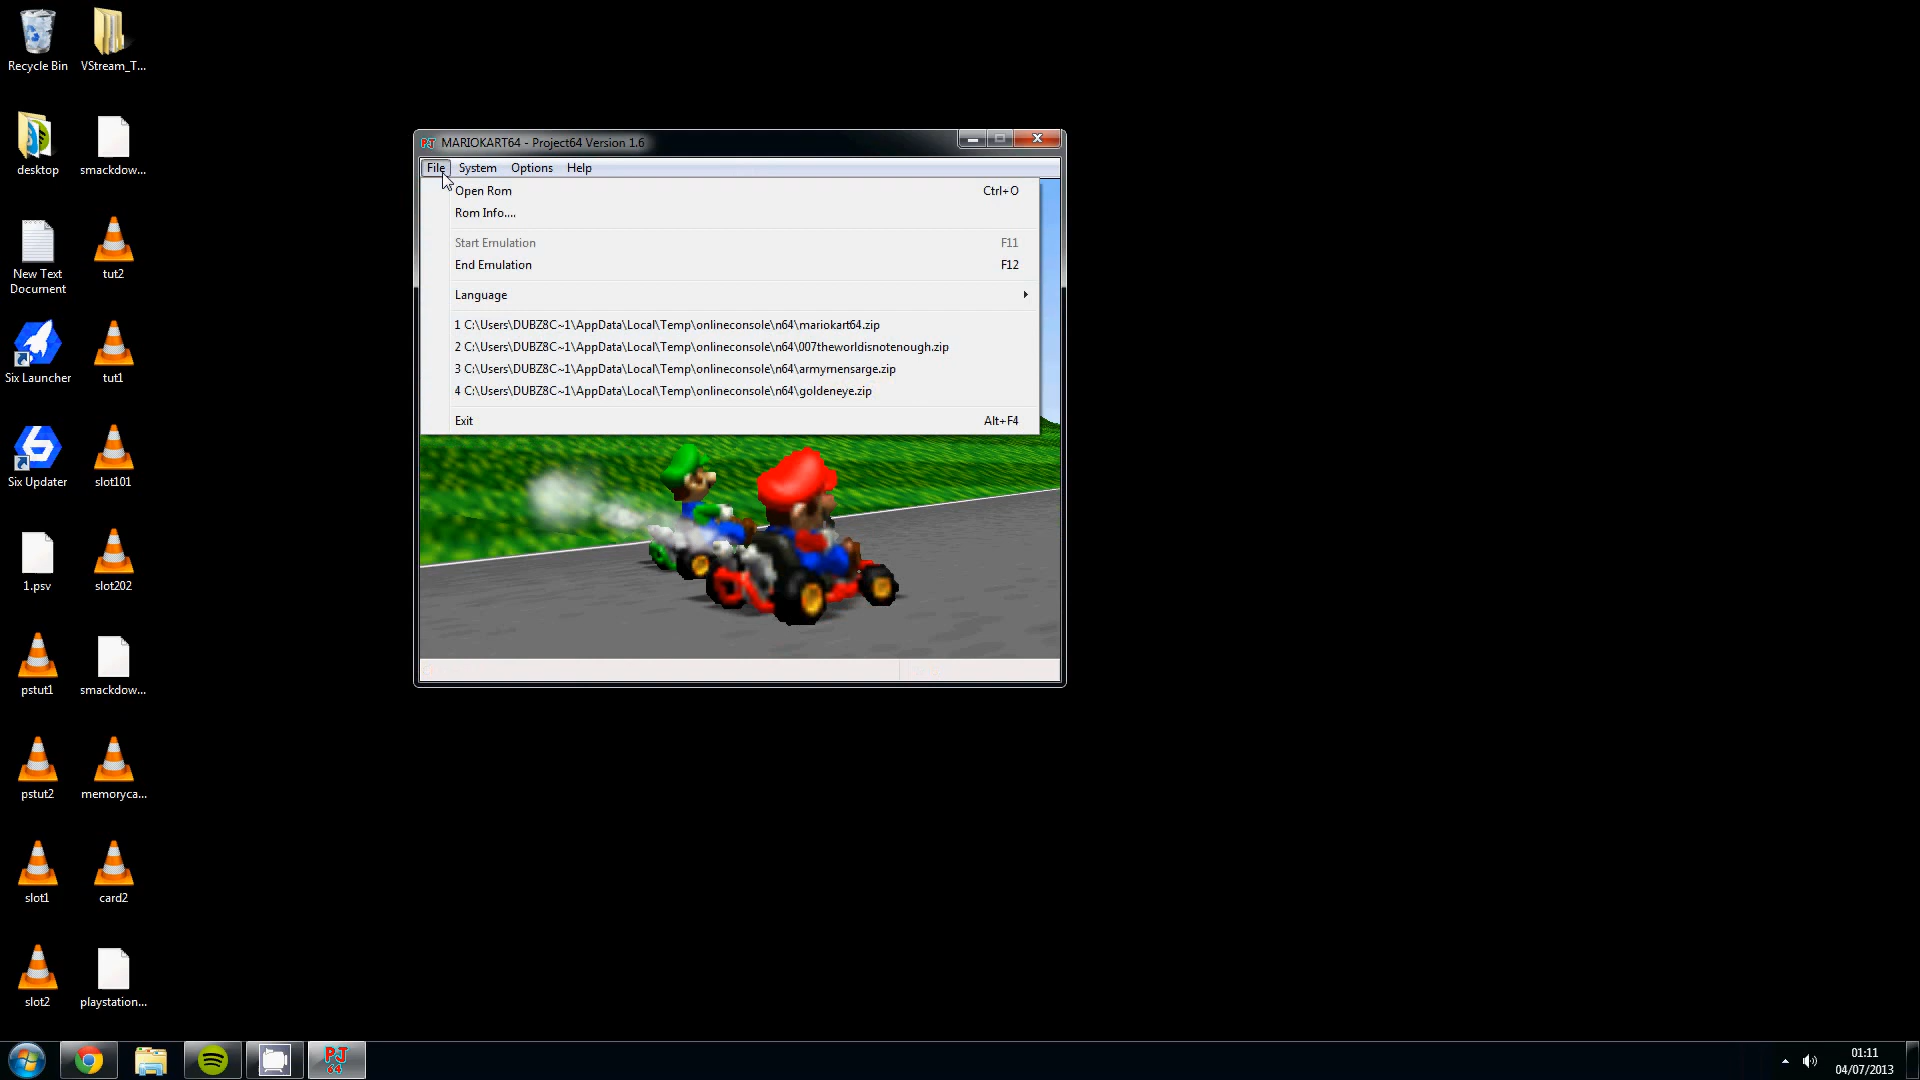 Recycle Bin
VStream_T...
desktop
smackdow...
New Text
Document
tut2
Six Launcher
tut1
Six Updater
slot101
1.psv
slot202
pstut1
smackdow...
pstut2
memoryca...
slot1
card2
slot2
playstation...
MARIOKART64 - Project64 Version 1.6
File System Options Help
Open Rom Ctrl+O
Rom Info....
Start Emulation F11
End Emulation F12
Language
1 C:\Users\DUBZ8C~1\AppData\Local\Temp\onlineconsole\n64\mariokart64.zip
2 C:\Users\DUBZ8C~1\AppData\Local\Temp\onlineconsole\n64\007theworldisnotenough.zip
3 C:\Users\DUBZ8C~1\AppData\Local\Temp\onlineconsole\n64\armymensarge.zip
4 C:\Users\DUBZ8C~1\AppData\Local\Temp\onlineconsole\n64\goldeneye.zip
Exit Alt+F4
PJ
64
01:11
04/07/2013